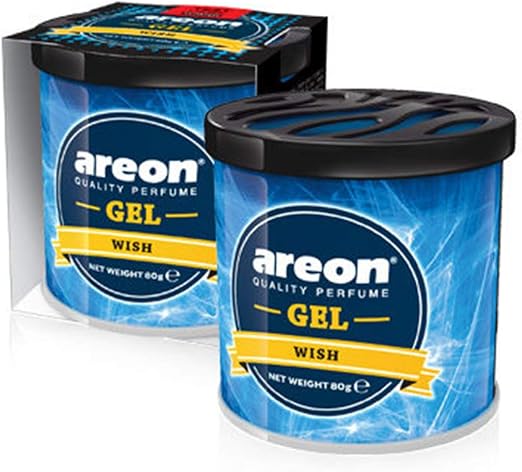 areon®
QUALITY PERFUME
GEL
WISH
NET WEIGHT 80g ℮
areon®
QUALITY PERFUME
GEL
WISH
NET WEIGHT 80g ℮